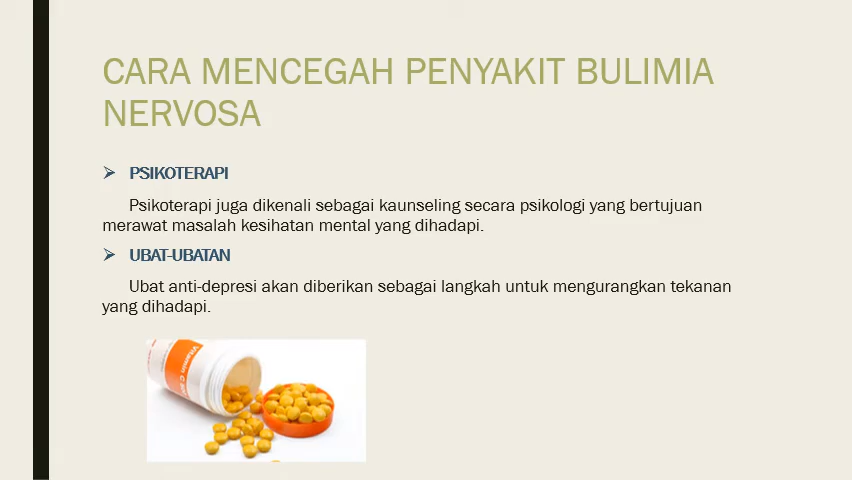 CARA MENCEGAH PENYAKIT BULIMIA
NERVOSA
PSIKOTERAPI
Psikoterapi juga dikenali sebagai kaunseling secara psikologi yang bertujuan
merawat masalah kesihatan mental yang dihadapi.
UBAT-UBATAN
Ubat anti-depresi akan diberikan sebagai langkah untuk mengurangkan tekanan
yang dihadapi.
Vitamin C